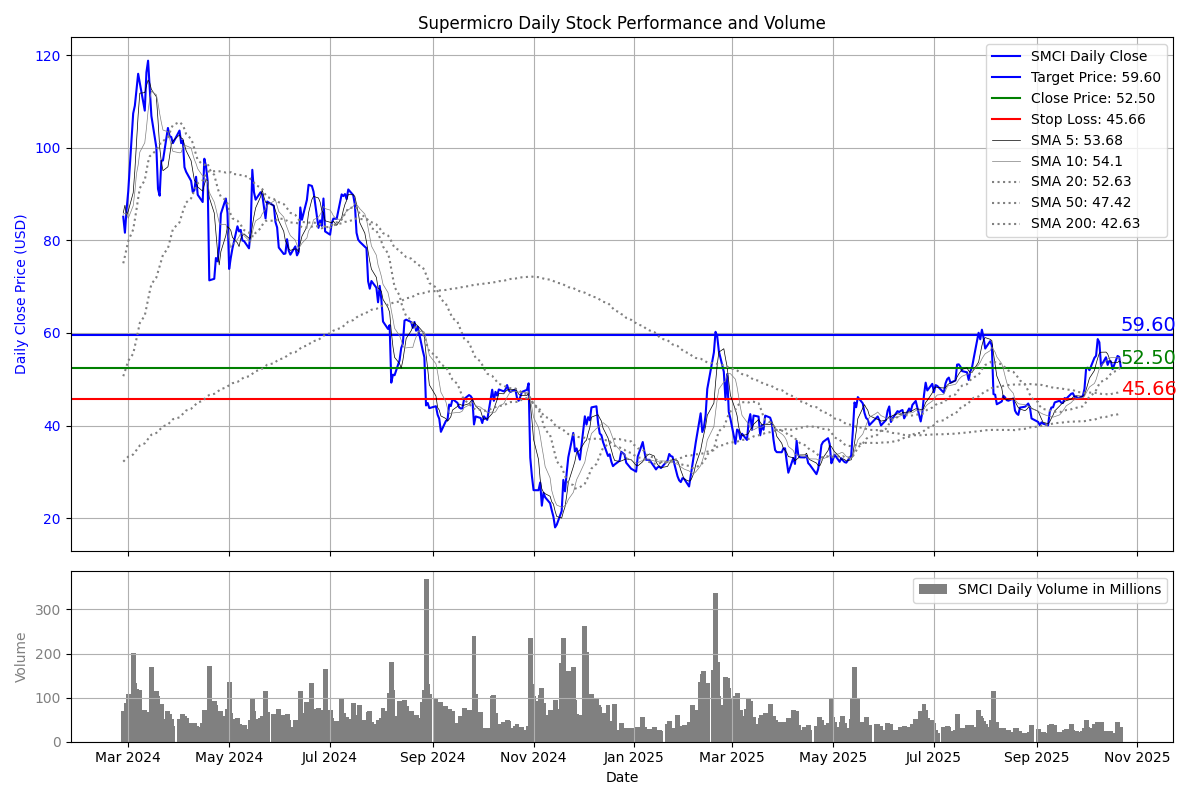 Supermicro Daily Stock Performance and Volume
Daily Close Price (USD)
120
100
80
60
40
20
SMCI Daily Close
Target Price: 59.60
Close Price: 52.50
Stop Loss: 45.66
SMA 5: 53.68
SMA 10: 54.1
SMA 20: 52.63
SMA 50: 47.42
SMA 200: 42.63
59.60
52.50
45.66
Volume
300
200
100
0
SMCI Daily Volume in Millions
Mar 2024 May 2024 Jul 2024 Sep 2024 Nov 2024 Jan 2025 Mar 2025 May 2025 Jul 2025 Sep 2025 Nov 2025
Date